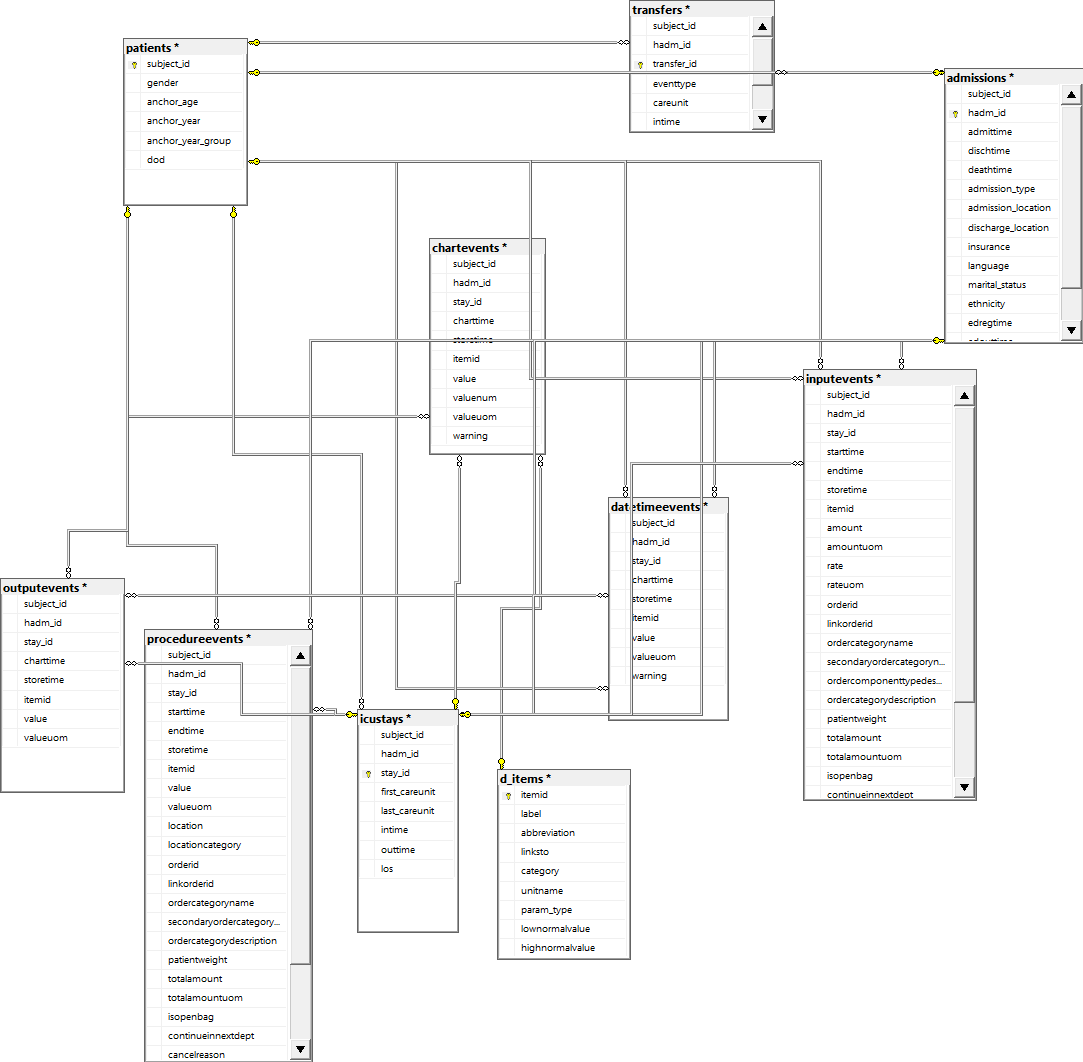 transfers *
subject_id
hadm_id
transfer_id
eventtype
careunit
intime
patients *
subject_id
gender
anchor_age
anchor_year
anchor_year_group
dod
admissions *
subject_id
hadm_id
admittime
dischtime
deathtime
admission_type
admission_location
discharge_location
insurance
language
marital_status
ethnicity
edregtime
chartevents *
subject_id
hadm_id
stay_id
charttime
storetime
itemid
value
valuenum
valueuom
warning
inputevents *
subject_id
hadm_id
stay_id
starttime
endtime
storetime
itemid
amount
amountuom
rate
rateuom
orderid
linkorderid
ordercategoryname
secondaryordercategoryn...
ordercomponenttypedes...
ordercategorydescription
patientweight
totalamount
totalamountuom
isopenbag
continueinnextdept
datetimeevents *
subject_id
hadm_id
stay_id
charttime
storetime
itemid
value
valueuom
warning
outputevents *
subject_id
hadm_id
stay_id
charttime
storetime
itemid
value
valueuom
procedureevents *
subject_id
hadm_id
stay_id
starttime
endtime
storetime
itemid
value
valueuom
location
locationcategory
orderid
linkorderid
ordercategoryname
secondaryordercategory...
ordercategorydescription
patientweight
totalamount
totalamountuom
isopenbag
continueinnextdept
cancelreason
icustays *
subject_id
hadm_id
stay_id
first_careunit
last_careunit
intime
outtime
los
d_items *
itemid
label
abbreviation
linksto
category
unitname
param_type
lownormalvalue
highnormalvalue